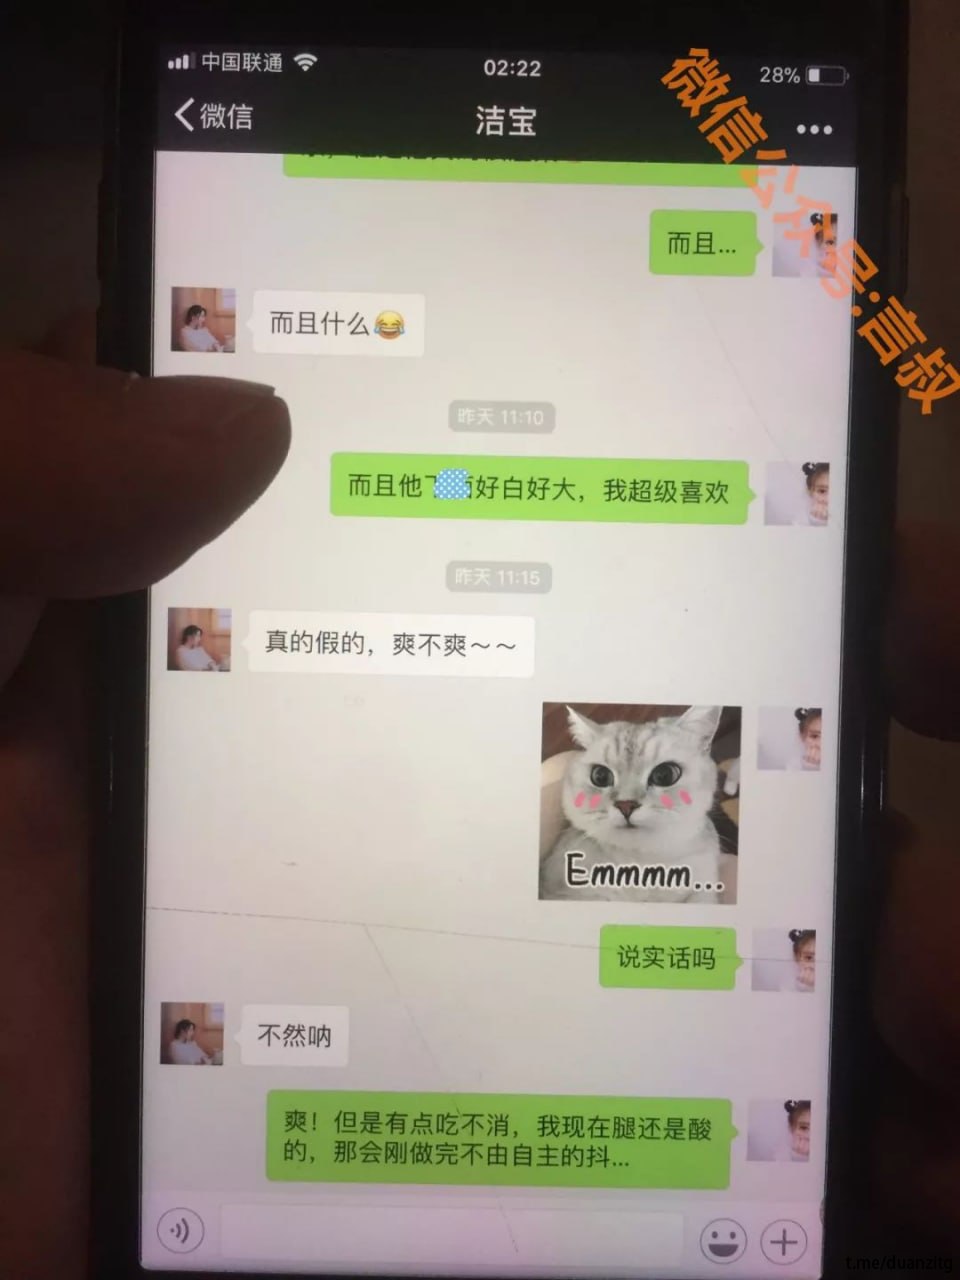 中国联通
02:22
28%
微信
洁宝
微信公众号:言叔
而且...
而且什么😂
昨天 11:10
而且他下面好白好大，我超级喜欢
昨天 11:15
真的假的，爽不爽～～
Emmmm...
说实话吗
不然呐
爽！但是有点吃不消，我现在腿还是酸
的，那会刚做完不由自主的抖...
t.me/duanzitg